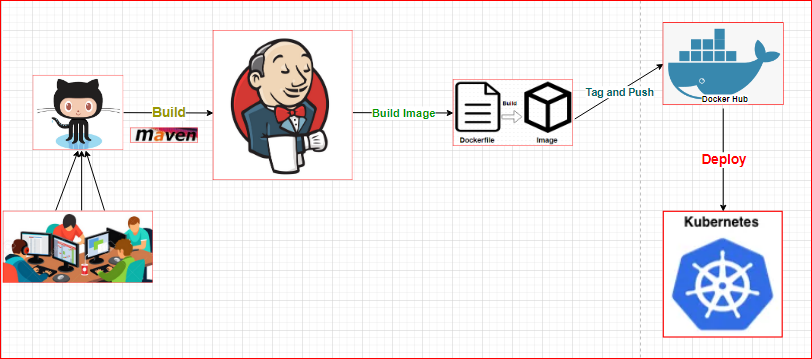 Build
maven
Build Image
Build
Dockerfile
Image
Tag and Push
Docker Hub
Deploy
Kubernetes